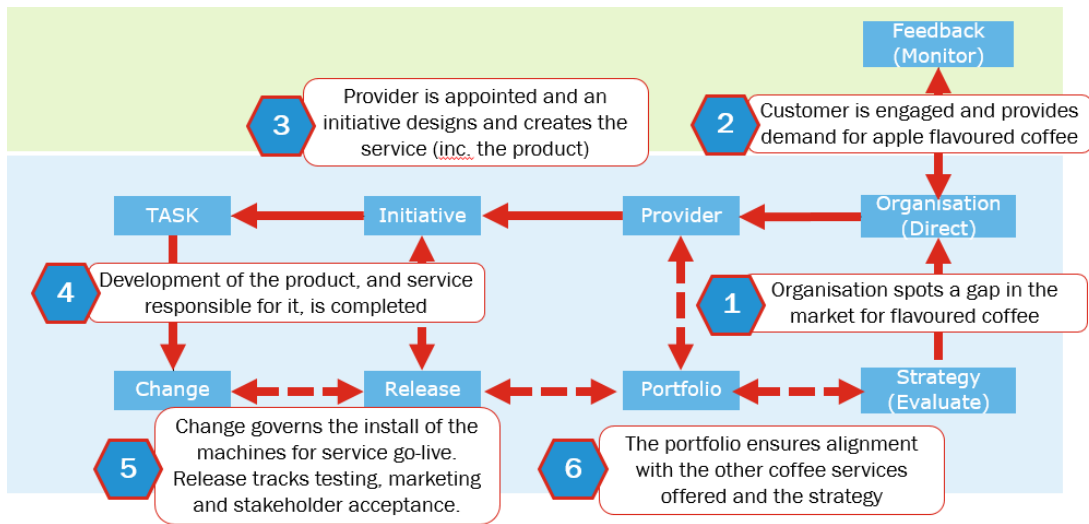 Feedback
(Monitor)
3
Provider is appointed and an
initiative designs and creates the
service (inc. the product)
2
Customer is engaged and provides
demand for apple flavoured coffee
TASK
Initiative
Provider
Organisation
(Direct)
4
Development of the product, and service
responsible for it, is completed
1
Organisation spots a gap in the
market for flavoured coffee
Change
Release
Portfolio
Strategy
(Evaluate)
5
Change governs the install of the
machines for service go-live.
Release tracks testing, marketing
and stakeholder acceptance.
6
The portfolio ensures alignment
with the other coffee services
offered and the strategy